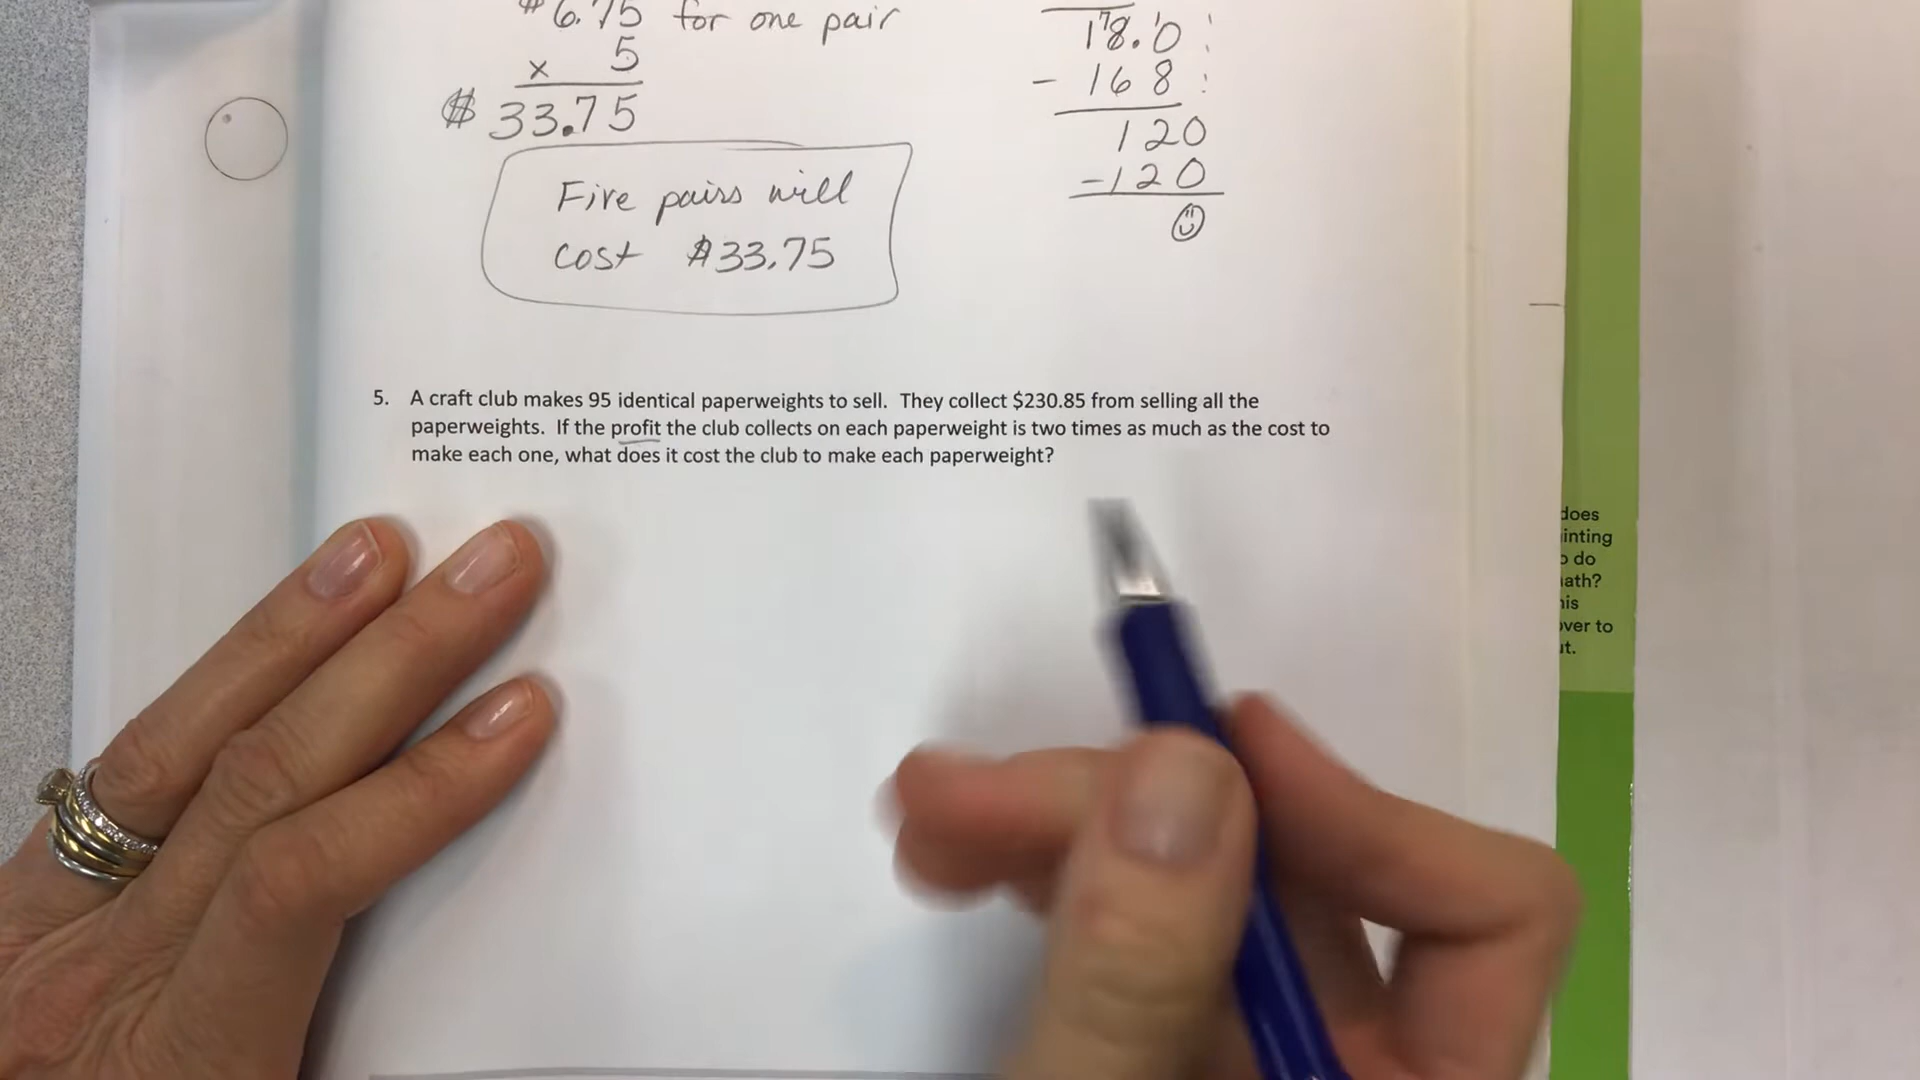 $6.75 for one pair
x 5
$33.75
Five pairs will
cost $33.75
18.0
- 168
120
-120
5. A craft club makes 95 identical paperweights to sell. They collect $230.85 from selling all the
paperweights. If the profit the club collects on each paperweight is two times as much as the cost to
make each one, what does it cost the club to make each paperweight?
does
inting
do
ath?
his
over to